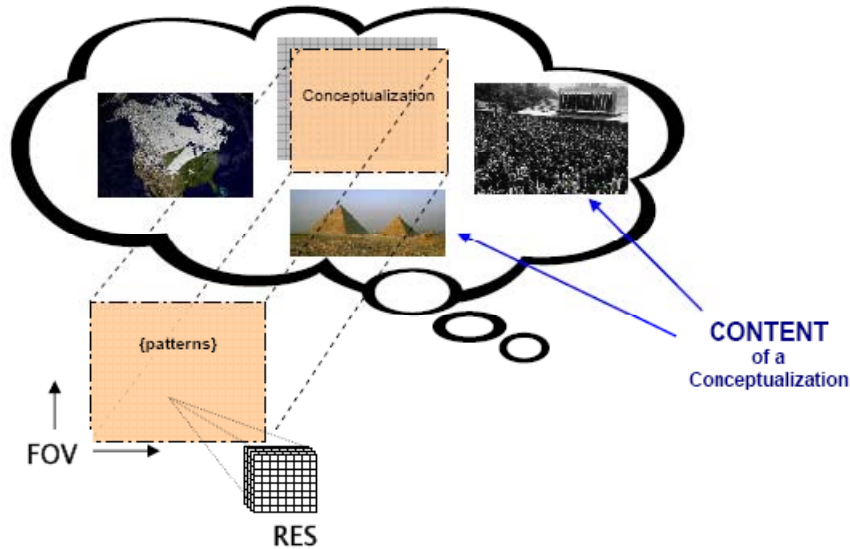 Conceptualization
{patterns}
CONTENT
of a
Conceptualization
FOV
RES